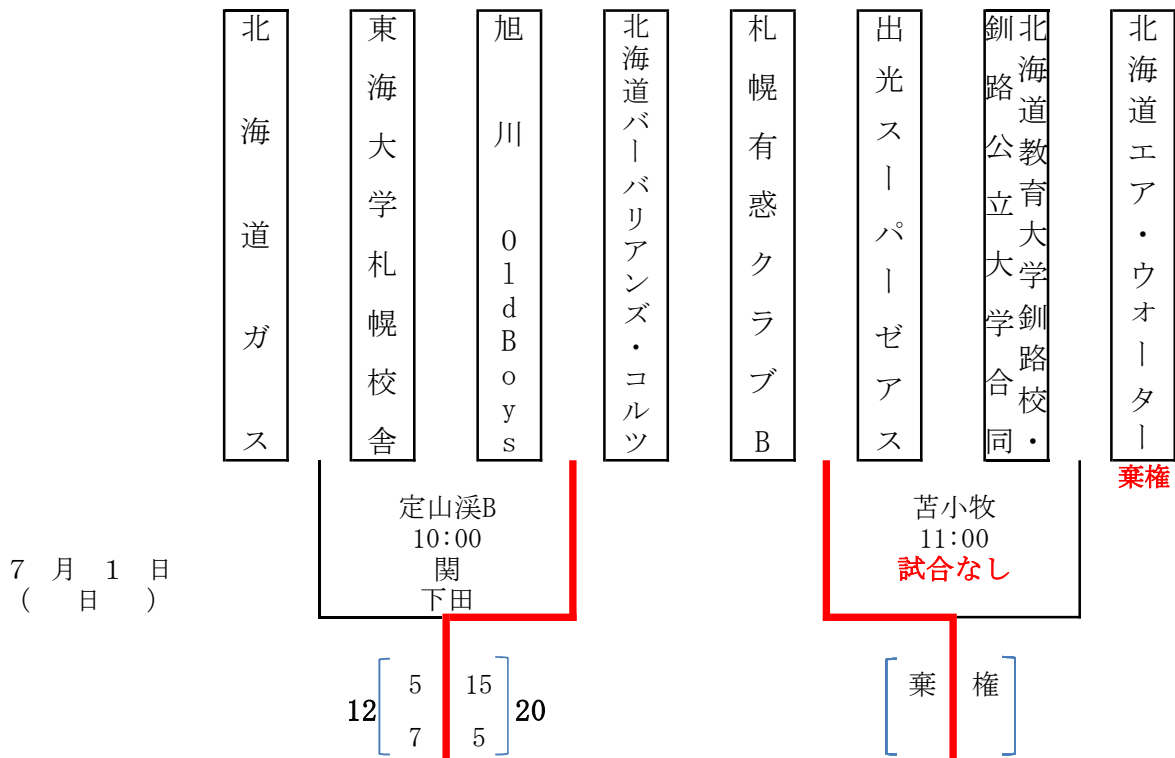 北海道ガス
東海大学札幌校舎
旭川OldBoys
北海道バーバリアンズ・コルツ
札幌有惑クラブB
出光スーパーゼアス
北海道教育大学釧路校・
釧路公立大学合同
北海道エア・ウォーター
棄権
定山渓B
10:00
関
下田
苫小牧
11:00
試合なし
7月1日
(日)
12
5 15
7 5
20
棄 権